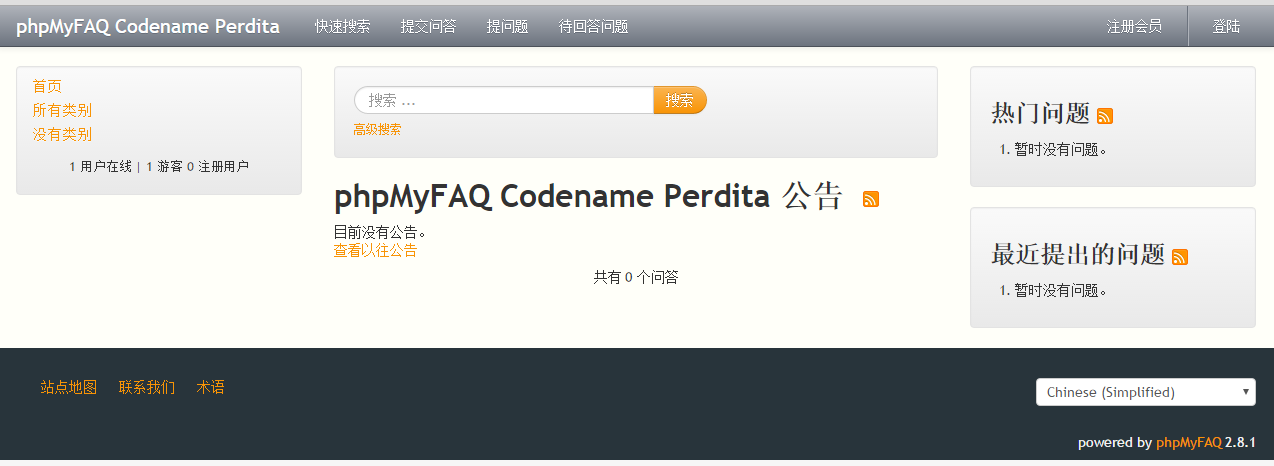 phpMyFAQ Codename Perdita 快速搜索 提交问答 提问题 待回答问题 注册会员 登陆
首页
所有类别
没有类别
1 用户在线 | 1 游客 0 注册用户
搜索 ... 搜索
高级搜索
phpMyFAQ Codename Perdita 公告
目前没有公告。
查看以往公告
共有 0 个问答
热门问题
1. 暂时没有问题。
最近提出的问题
1. 暂时没有问题。
站点地图 联系我们 术语
Chinese (Simplified)
powered by phpMyFAQ 2.8.1